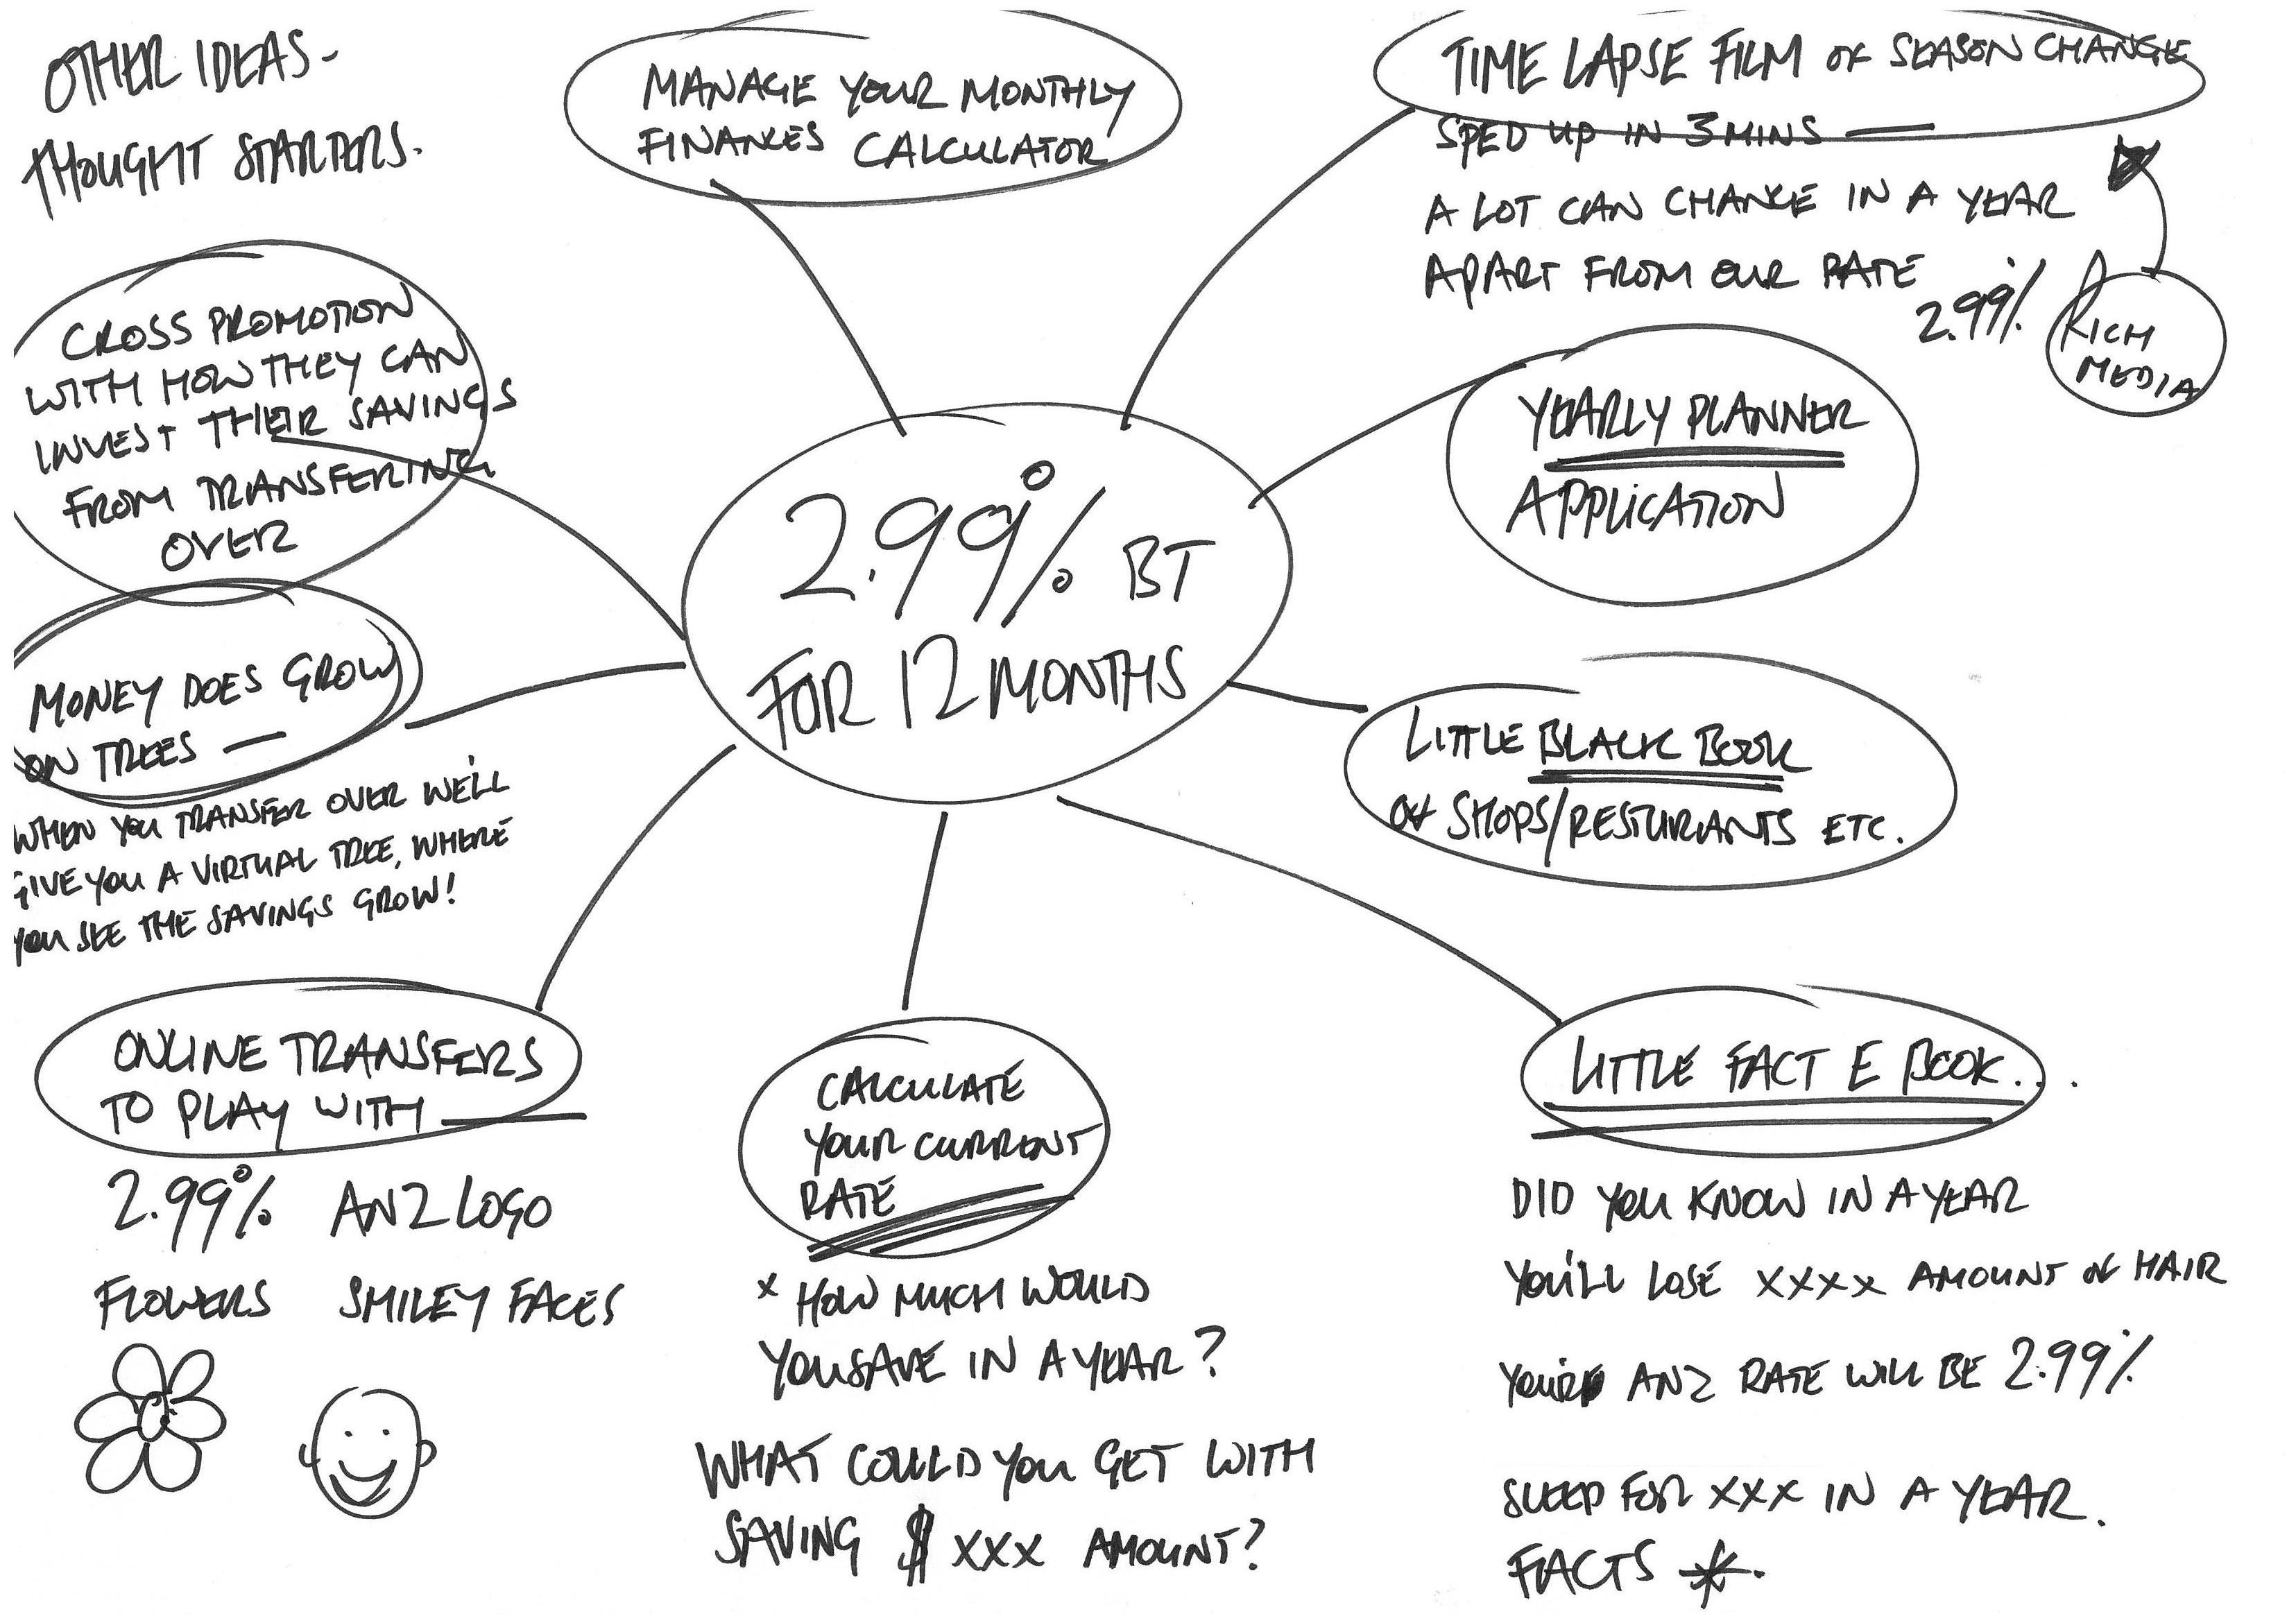 OTHER IDEAS-
THOUGHT STARTERS.
MANAGE YOUR MONTHLY
FINANCES CALCULATOR
TIME LAPSE FILM OF SEASON CHANGE
SPED UP IN 3 MINS —
A LOT CAN CHANGE IN A YEAR
APART FROM OUR RATE
2.99%
RICH
MEDIA
CROSS PROMOTION
WITH HOW THEY CAN
INVEST THEIR SAVINGS
FROM TRANSFERING
OVER
YEARLY PLANNER
APPLICATION
2.99% BT
FOR 12 MONTHS
MONEY DOES GROW
ON TREES —
WHEN YOU TRANSFER OVER WE'LL
GIVE YOU A VIRTUAL TREE, WHERE
YOU SEE THE SAVINGS GROW!
LITTLE BLACK BOOK
OF SHOPS/RESTURANTS ETC.
ONLINE TRANSFERS
TO PLAY WITH
2.99% ANZ LOGO
FLOWERS SMILEY FACES
CALCULATE
YOUR CURRENT
RATE
* HOW MUCH WOULD
YOU SAVE IN A YEAR?
WHAT COULD YOU GET WITH
SAVING $ XXX AMOUNT?
LITTLE FACT E BOOK...
DID YOU KNOW IN A YEAR
YOU'LL LOSE XXXX AMOUNT OF HAIR
ANZ RATE WILL BE 2.99%
SLEEP FOR XXX IN A YEAR.
FACTS *.